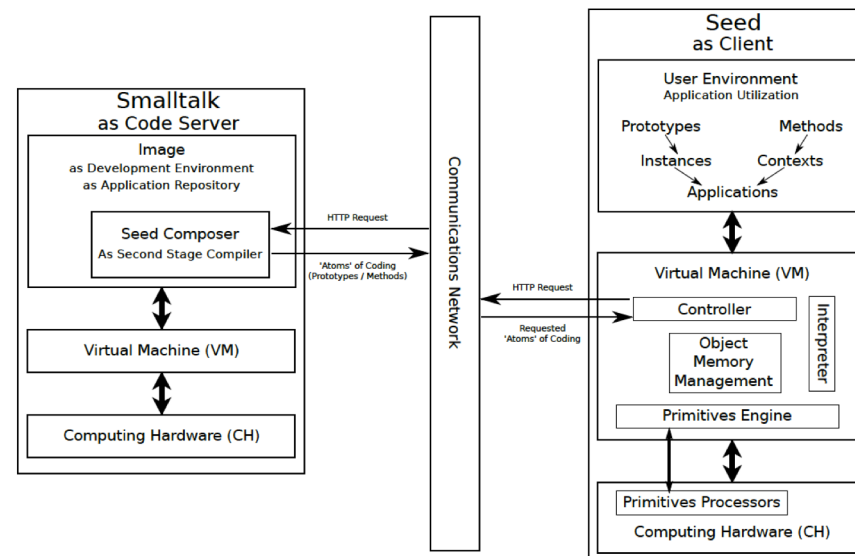 Smalltalk
as Code Server
Image
as Development Environment
as Application Repository
Seed Composer
As Second Stage Compiler
Virtual Machine (VM)
Computing Hardware (CH)
HTTP Request
'Atoms' of Coding
(Prototypes / Methods)
Communications Network
HTTP Request
Requested
'Atoms' of Coding
Seed
as Client
User Environment
Application Utilization
Prototypes Methods
Instances Contexts
Applications
Virtual Machine (VM)
Controller
Interpreter
Object
Memory
Management
Primitives Engine
Primitives Processors
Computing Hardware (CH)